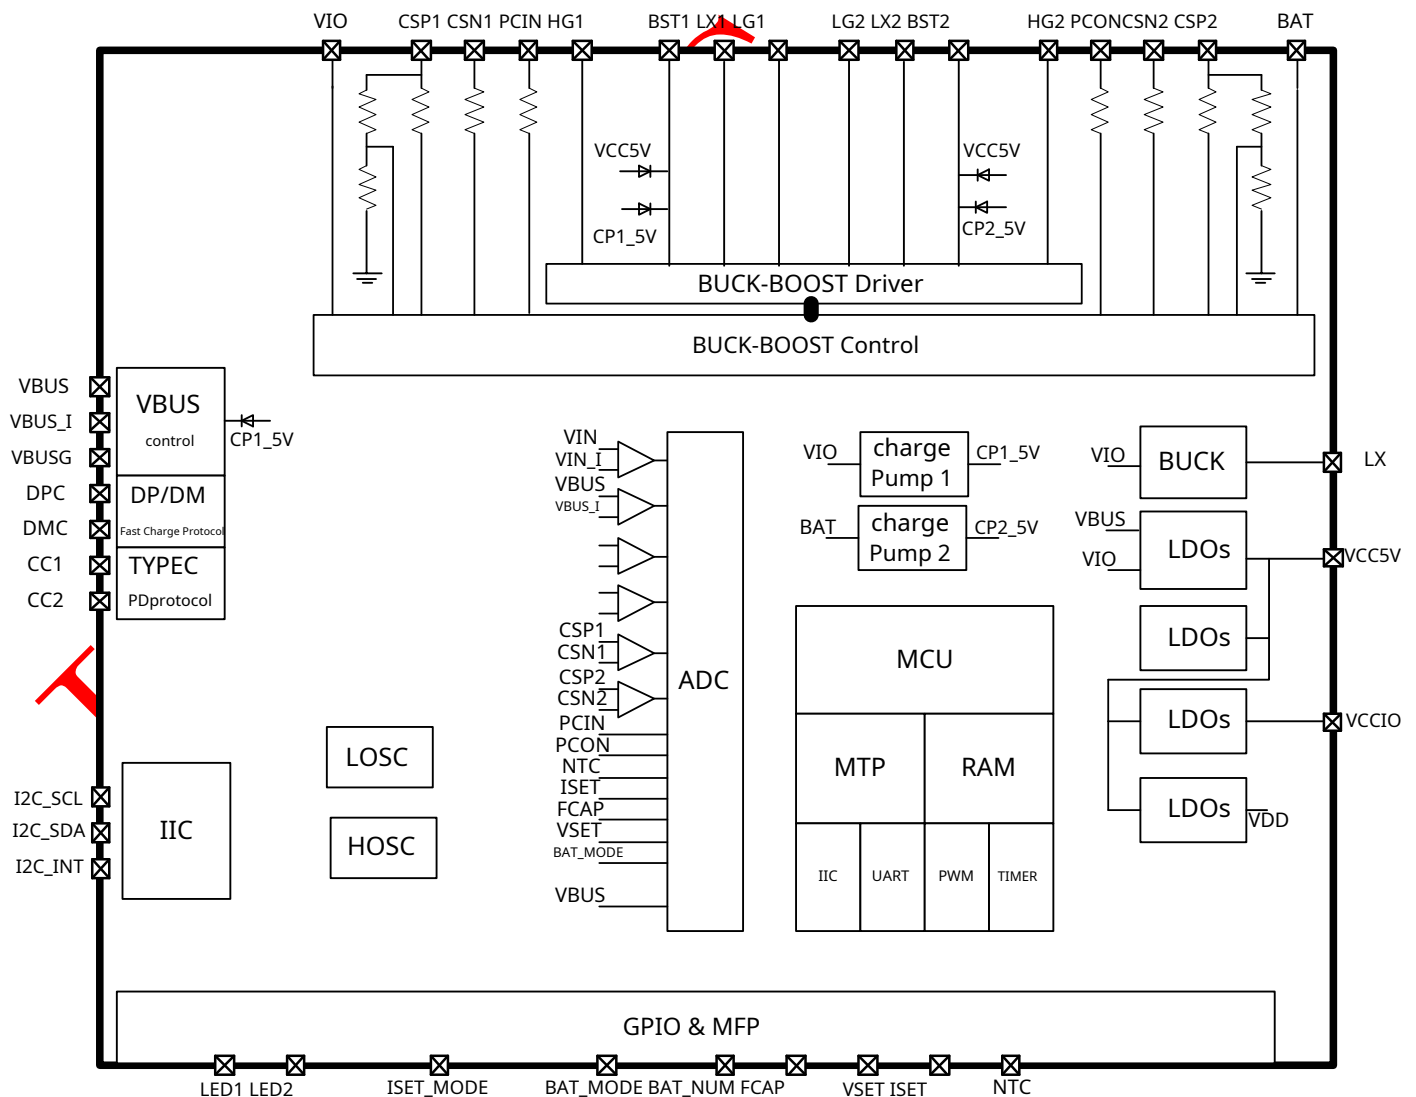 VIO CSP1 CSN1 PCIN HG1 BST1 LX1 LG1 LG2 LX2 BST2 HG2 PCONCSN2 CSP2 BAT
VCC5V
VCC5V
CP1_5V
CP2_5V
BUCK-BOOST Driver
BUCK-BOOST Control
VBUS
VBUS_I
VBUSG
DPC
DMC
CC1
CC2
VBUS
control
CP1_5V
DP/DM
Fast Charge Protocol
TYPEC
PDprotocol
I2C_SCL
I2C_SDA
I2C_INT
IIC
LOSC
HOSC
VIN
VIN_I
VBUS
VBUS_I
CSP1
CSN1
CSP2
CSN2
PCIN
PCON
NTC
ISET
FCAP
VSET
BAT_MODE
VBUS
ADC
VIO
charge
Pump 1
CP1_5V
BAT
charge
Pump 2
CP2_5V
MCU
MTP
RAM
IIC
UART
PWM
TIMER
VIO
BUCK
LX
VBUS
VIO
LDOs
VCC5V
LDOs
LDOs
VCCIO
LDOs
VDD
GPIO & MFP
LED1 LED2 ISET_MODE BAT_MODE BAT_NUM FCAP VSET ISET NTC